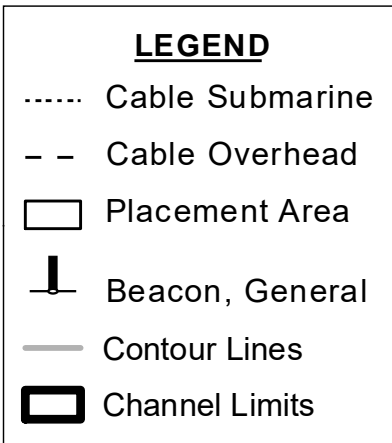 LEGEND
Cable Submarine
Cable Overhead
Placement Area
Beacon, General
Contour Lines
Channel Limits